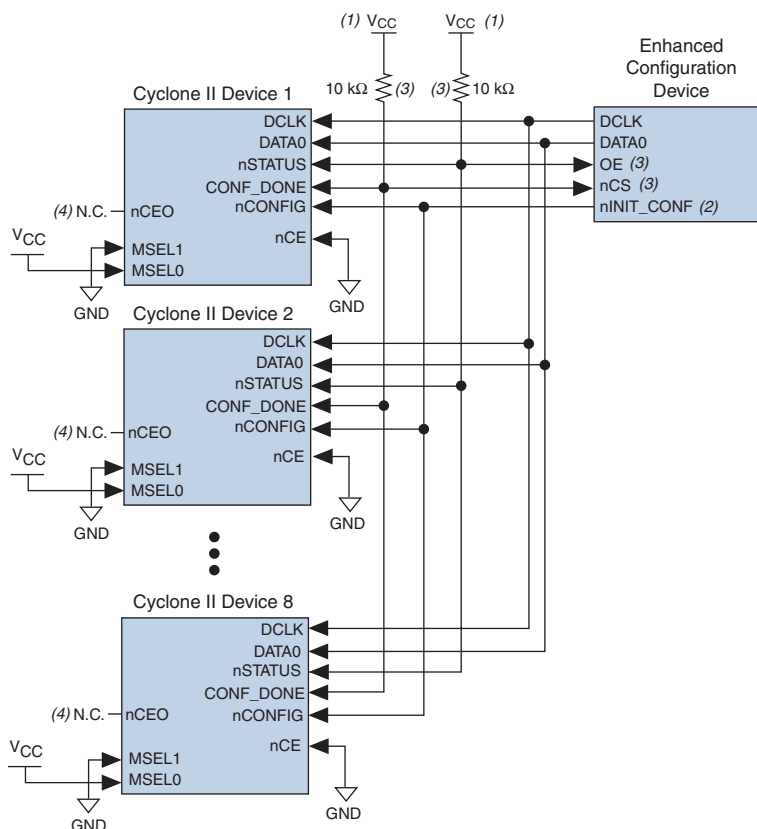 (1) VCC
VCC (1)
10 kΩ (3)
(3) 10 kΩ
Enhanced
Configuration
Device
DCLK
DATA0
OE (3)
nCS (3)
nINIT_CONF (2)
Cyclone II Device 1
DCLK
DATA0
nSTATUS
CONF_DONE
nCONFIG
nCE
(4) N.C.
nCEO
MSEL1
MSEL0
VCC
GND
GND
Cyclone II Device 2
DCLK
DATA0
nSTATUS
CONF_DONE
nCONFIG
nCE
(4) N.C.
nCEO
MSEL1
MSEL0
VCC
GND
GND
Cyclone II Device 8
DCLK
DATA0
nSTATUS
CONF_DONE
nCONFIG
nCE
(4) N.C.
nCEO
MSEL1
MSEL0
VCC
GND
GND